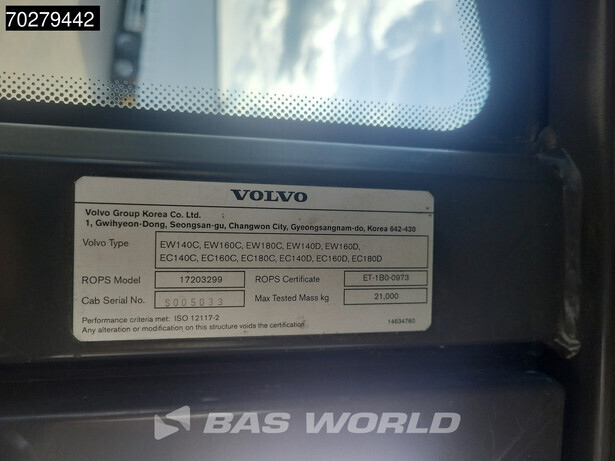 70279442
VOLVO
Volvo Group Korea Co. Ltd.
1, Gwihyeon-Dong, Seongsan-gu, Changwon City, Gyeongsangnam-do, Korea 642-430
Volvo Type EW140C, EW160C, EW180C, EW140D, EW160D,
EC140C, EC160C, EC180C, EC140D, EC160D, EC180D
ROPS Model 17203299 ROPS Certificate ET-1B0-0973
Cab Serial No. S005033 Max Tested Mass kg 21,000
Performance criteria met: ISO 12117-2
Any alteration or modification on this structure voids the certification 14634760
BAS WORLD